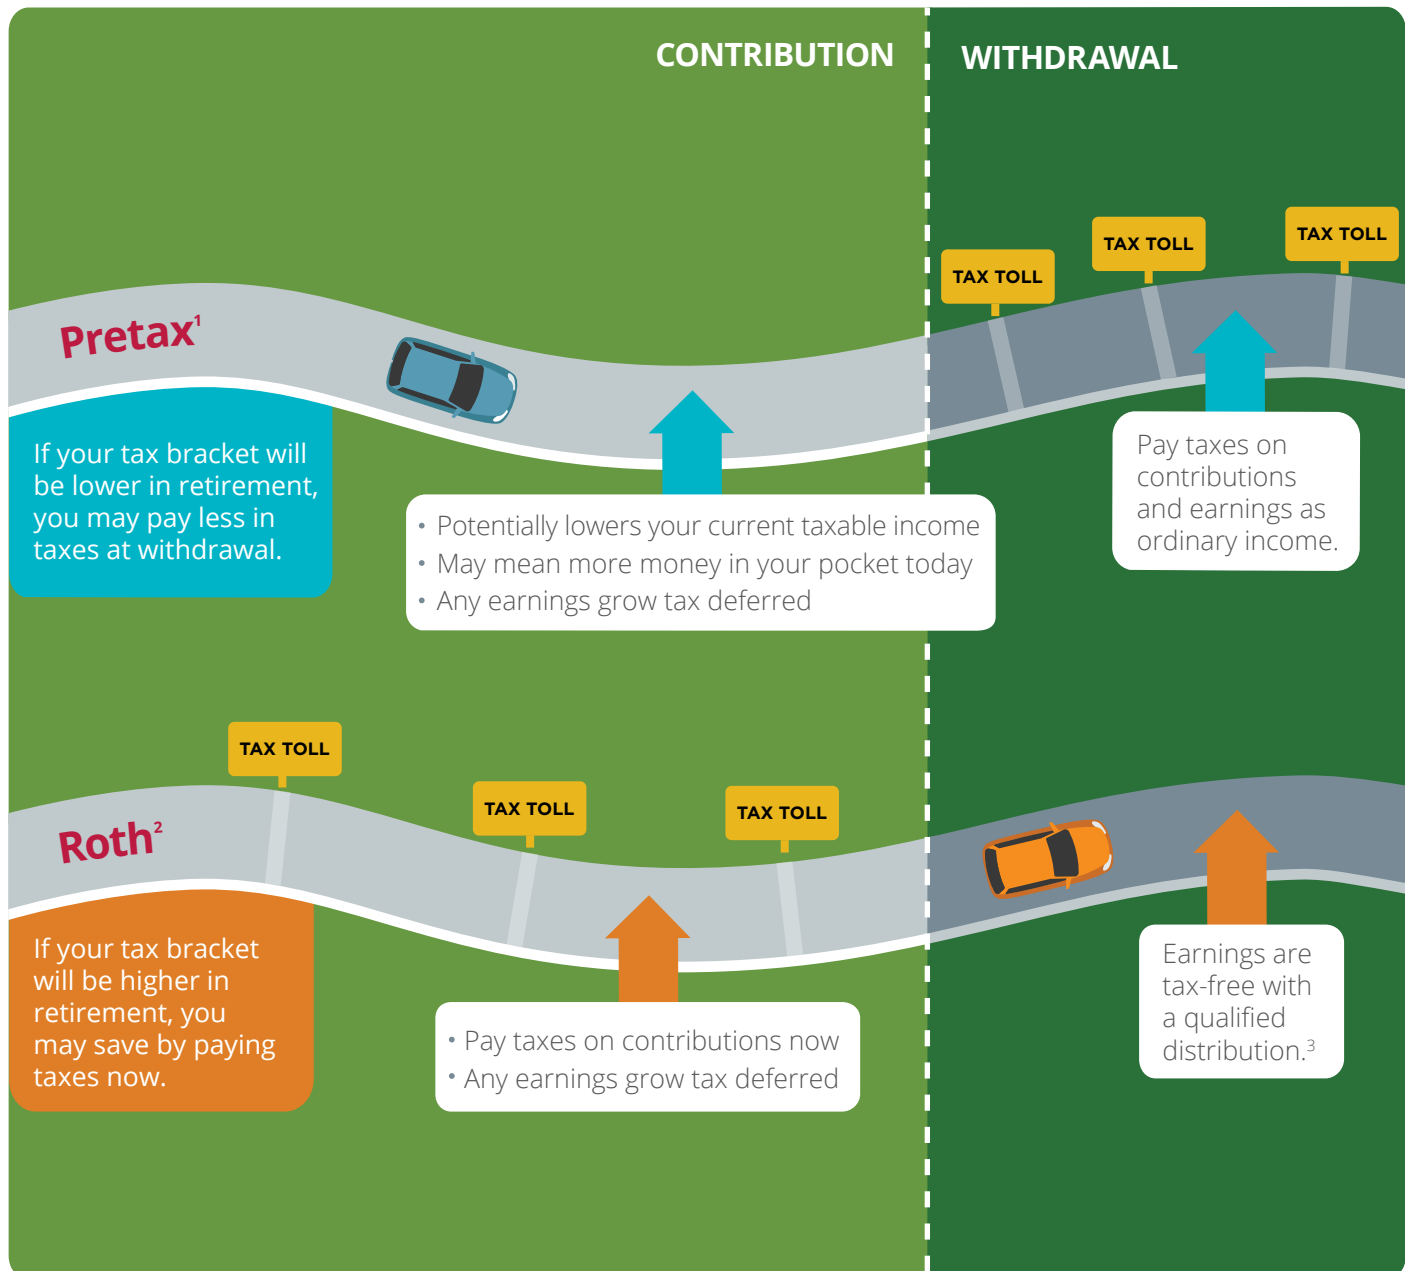 CONTRIBUTION
WITHDRAWAL
TAX TOLL
TAX TOLL
TAX TOLL
Pretax¹
If your tax bracket will
be lower in retirement,
you may pay less in
taxes at withdrawal.
• Potentially lowers your current taxable income
• May mean more money in your pocket today
• Any earnings grow tax deferred
Pay taxes on
contributions
and earnings as
ordinary income.
TAX TOLL
TAX TOLL
TAX TOLL
Roth²
If your tax bracket
will be higher in
retirement, you
may save by paying
taxes now.
• Pay taxes on contributions now
• Any earnings grow tax deferred
Earnings are
tax-free with
a qualified
distribution.³